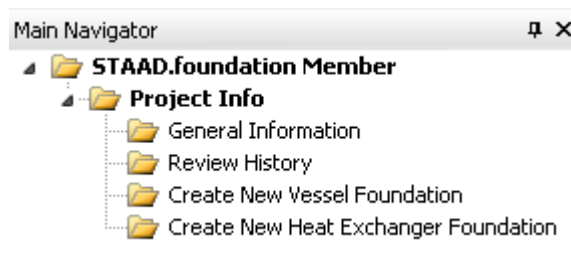 Main Navigator
STAAD.foundation Member
Project Info
General Information
Review History
Create New Vessel Foundation
Create New Heat Exchanger Foundation